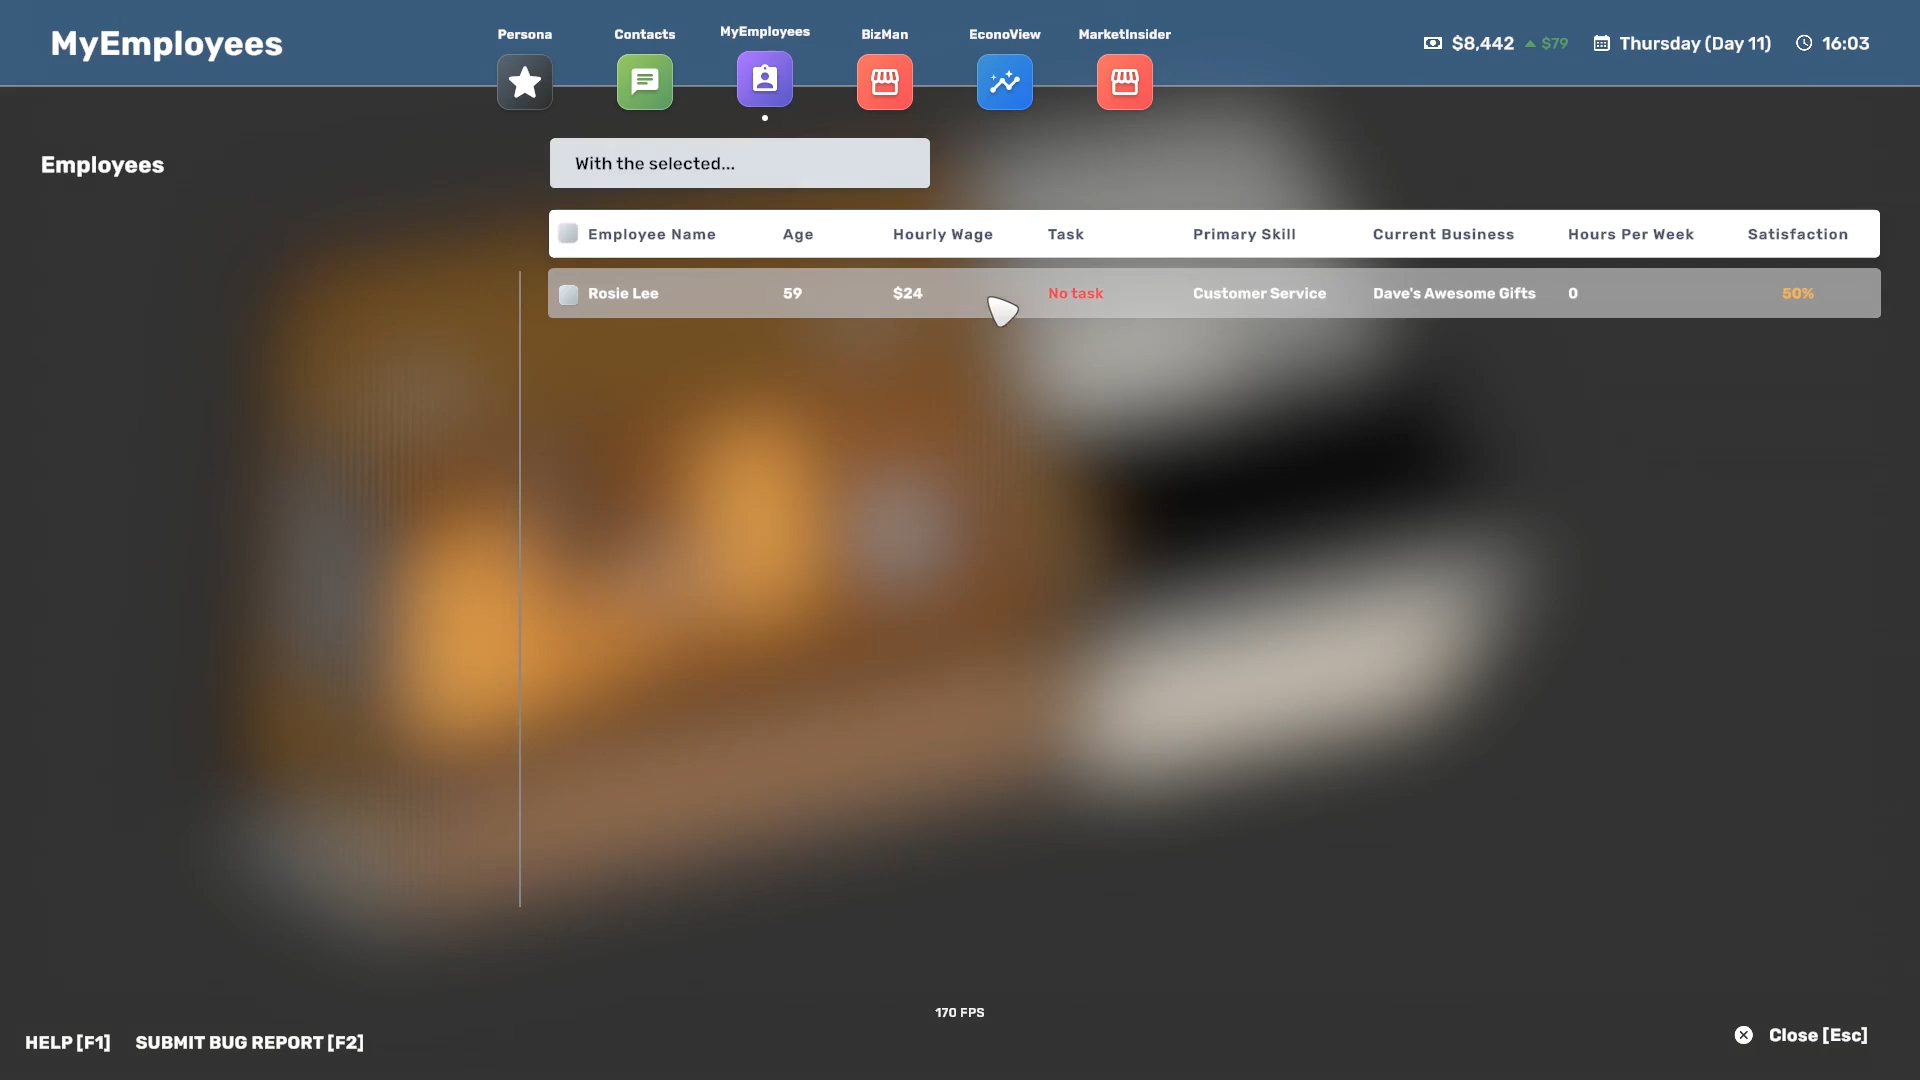 MyEmployees
Persona
Contacts
MyEmployees
BizMan
EconoView
MarketInsider
$8,442 $79
Thursday (Day 11)
16:03
Employees
With the selected...
Employee Name Age Hourly Wage Task Primary Skill Current Business Hours Per Week Satisfaction
Rosie Lee 59 $24 No task Customer Service Dave's Awesome Gifts 0 50%
170 FPS
HELP [F1] SUBMIT BUG REPORT [F2]
Close [Esc]